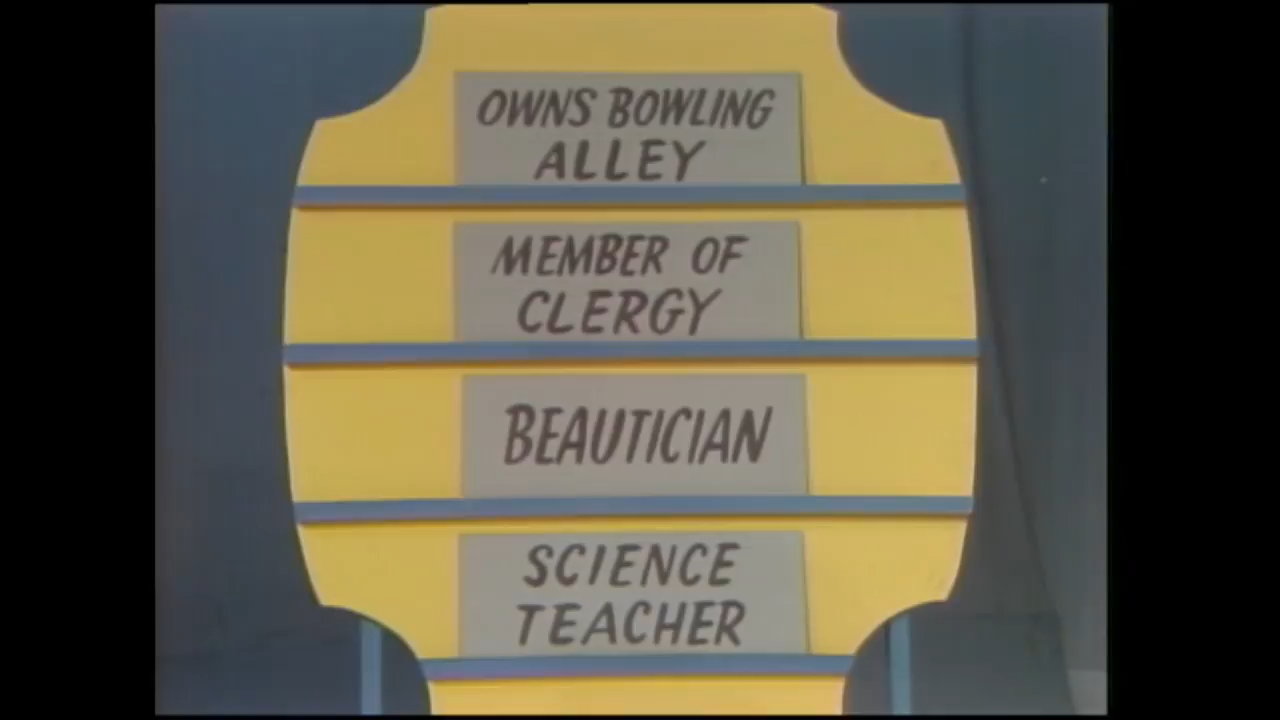 OWNS BOWLING
ALLEY
MEMBER OF
CLERGY
BEAUTICIAN
SCIENCE
TEACHER